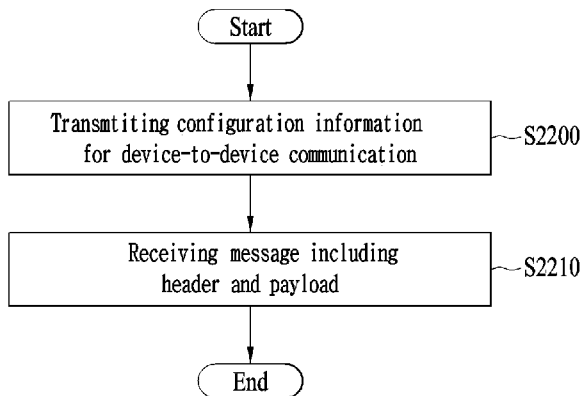 Start
Transmtiting configuration information
for device-to-device communication
S2200
Receiving message including
header and payload
S2210
End